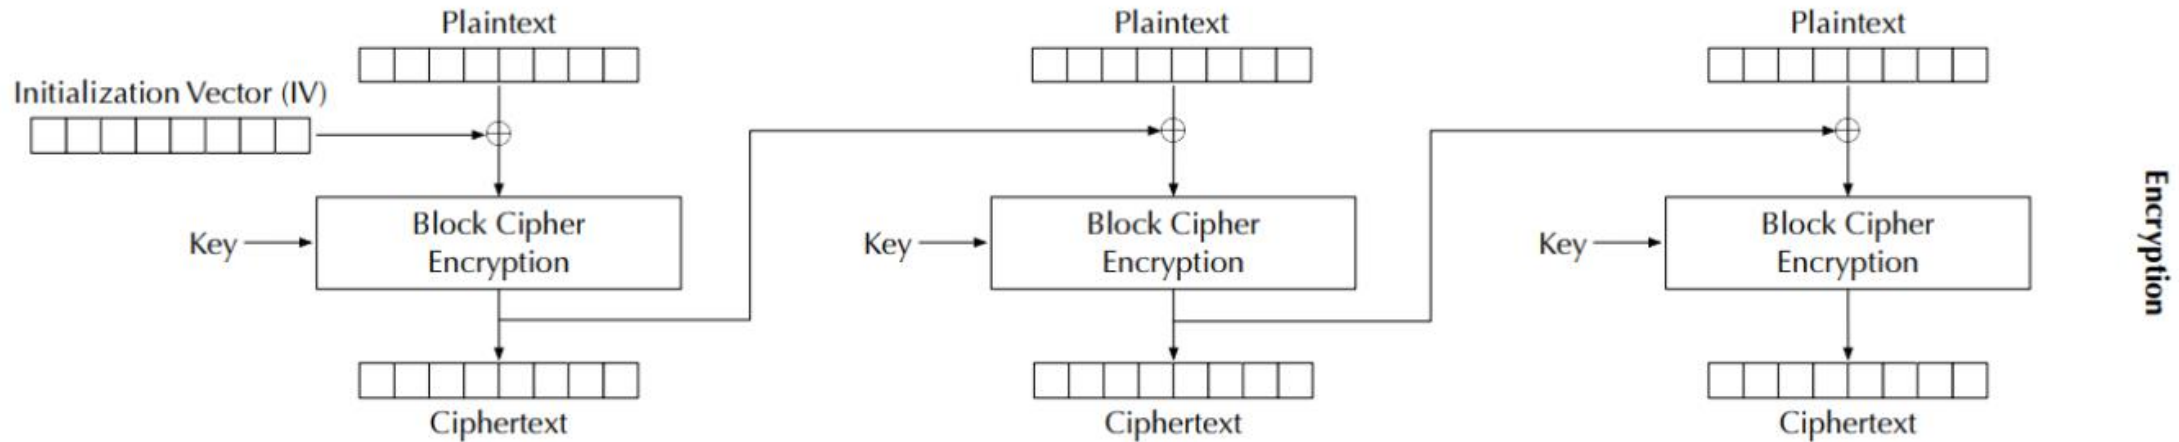 Plaintext
Plaintext
Plaintext
Initialization Vector (IV)
Key
Block Cipher
Encryption
Key
Block Cipher
Encryption
Key
Block Cipher
Encryption
Encryption
Ciphertext
Ciphertext
Ciphertext